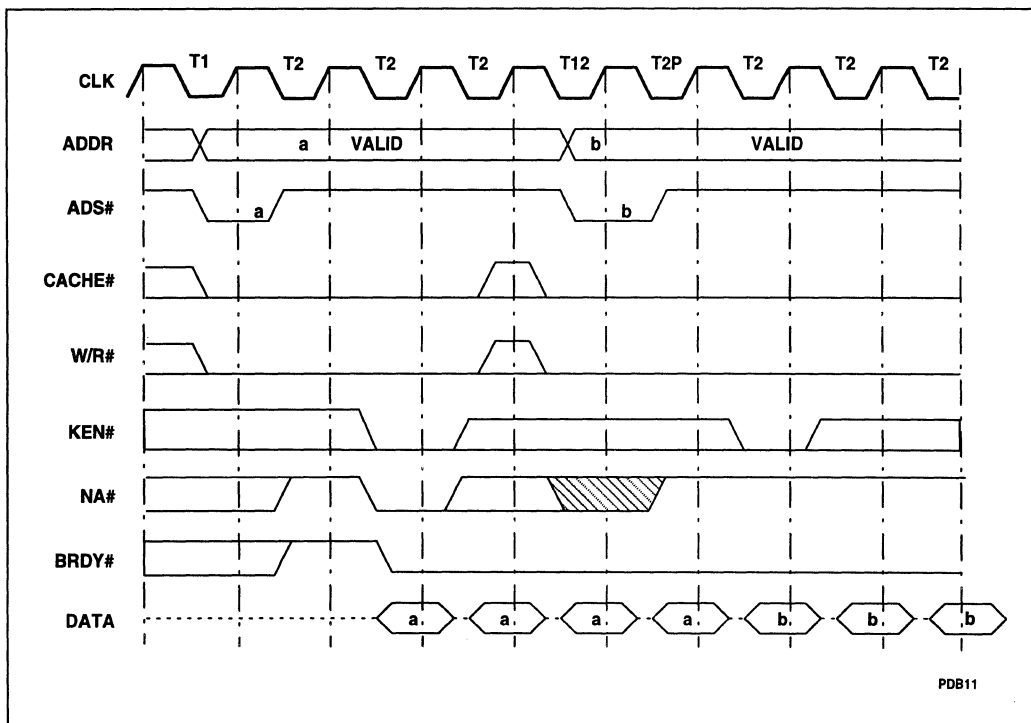 T1 T2 T2 T2 T12 T2P T2 T2 T2
CLK
ADDR a VALID b VALID
ADS# a b
CACHE#
W/R#
KEN#
NA#
BRDY#
DATA a a a a b b b
PDB11